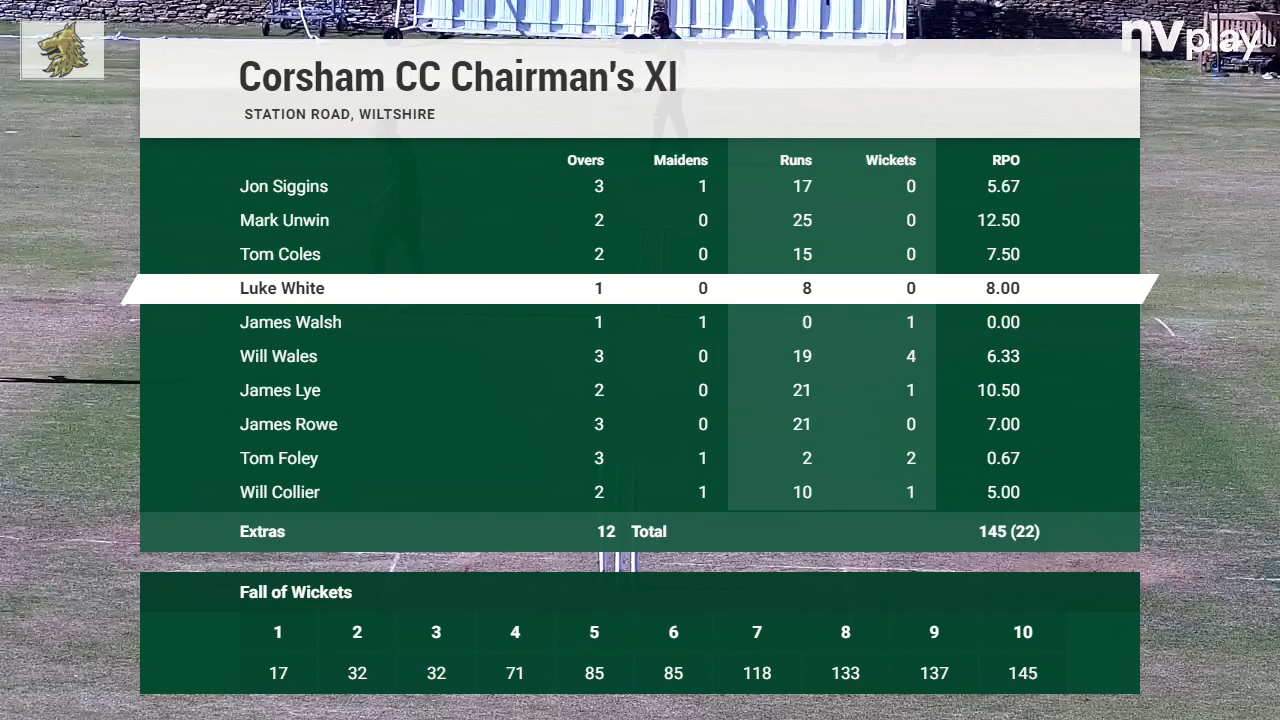 nvplay
Corsham CC Chairman's XI
STATION ROAD, WILTSHIRE
Overs Maidens Runs Wickets RPO
Jon Siggins 3 1 17 0 5.67
Mark Unwin 2 0 25 0 12.50
Tom Coles 2 0 15 0 7.50
Luke White 1 0 8 0 8.00
James Walsh 1 1 0 1 0.00
Will Wales 3 0 19 4 6.33
James Lye 2 0 21 1 10.50
James Rowe 3 0 21 0 7.00
Tom Foley 3 1 2 2 0.67
Will Collier 2 1 10 1 5.00
Extras 12 Total 145 (22)
Fall of Wickets
1 2 3 4 5 6 7 8 9 10
17 32 32 71 85 85 118 133 137 145